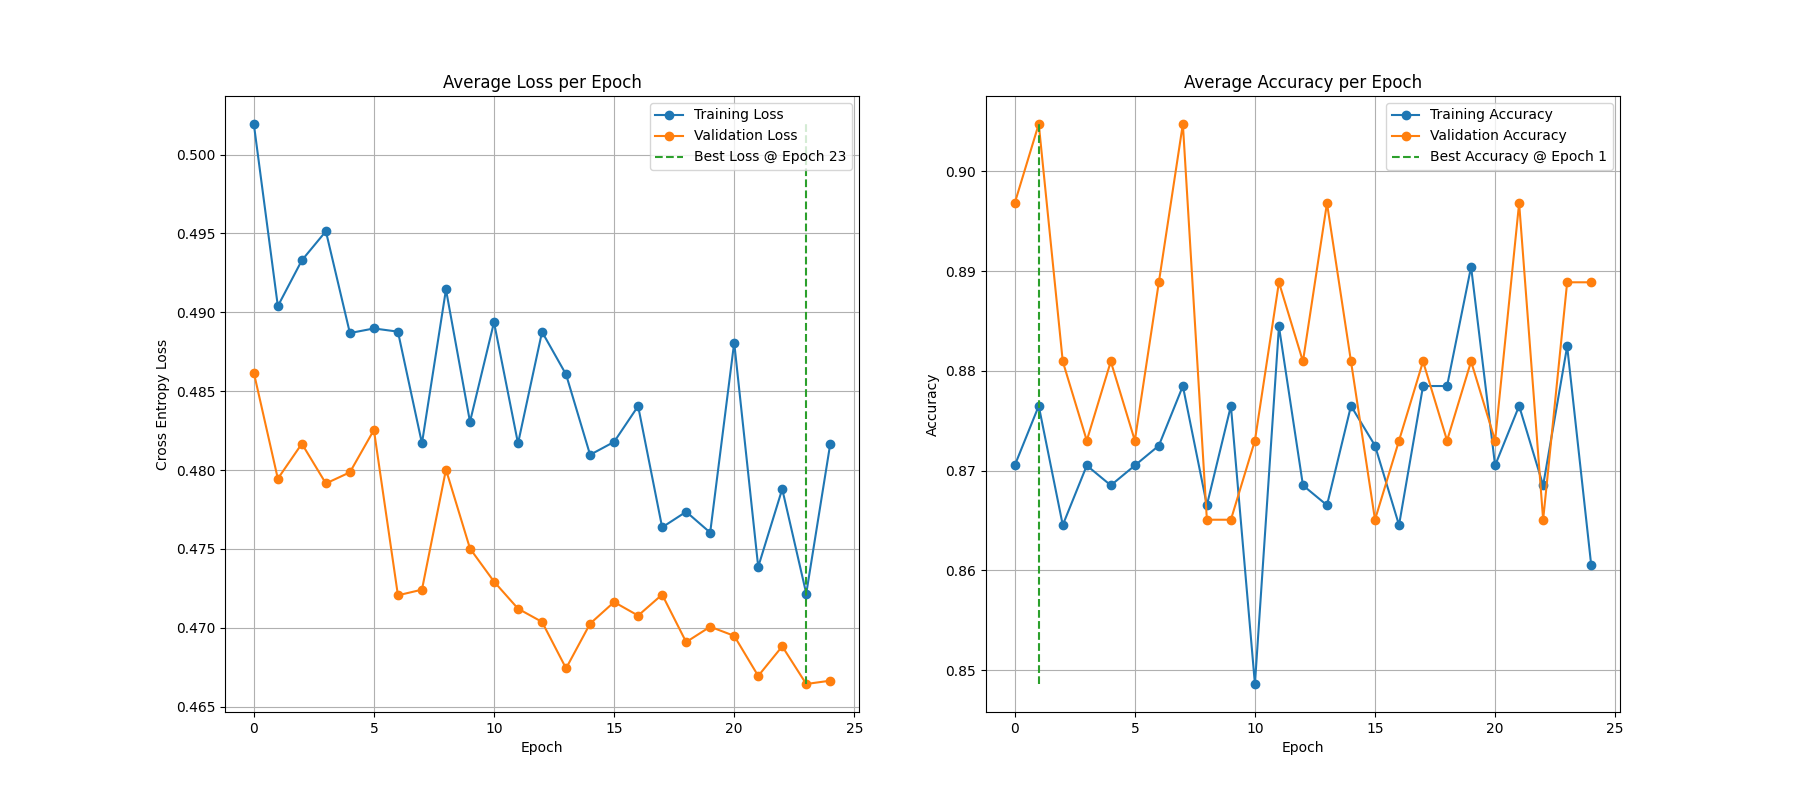 Average Loss per Epoch
Training Loss
Validation Loss
Best Loss @ Epoch 23
0.500
0.495
0.490
0.485
0.480
0.475
0.470
0.465
Cross Entropy Loss
0 5 10 15 20 25
Epoch
Average Accuracy per Epoch
Training Accuracy
Validation Accuracy
Best Accuracy @ Epoch 1
0.90
0.89
0.88
0.87
0.86
0.85
Accuracy
0 5 10 15 20 25
Epoch